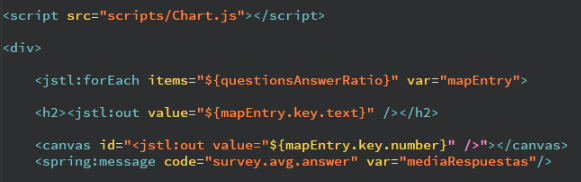 <script src="scripts/Chart.js"></script>
<div>
<jstl:forEach items="${questionsAnswerRatio}" var="mapEntry">
<h2><jstl:out value="${mapEntry.key.text}" /></h2>
<canvas id="<jstl:out value="${mapEntry.key.number}" />"></canvas>
<spring:message code="survey.avg.answer" var="mediaRespuestas"/>